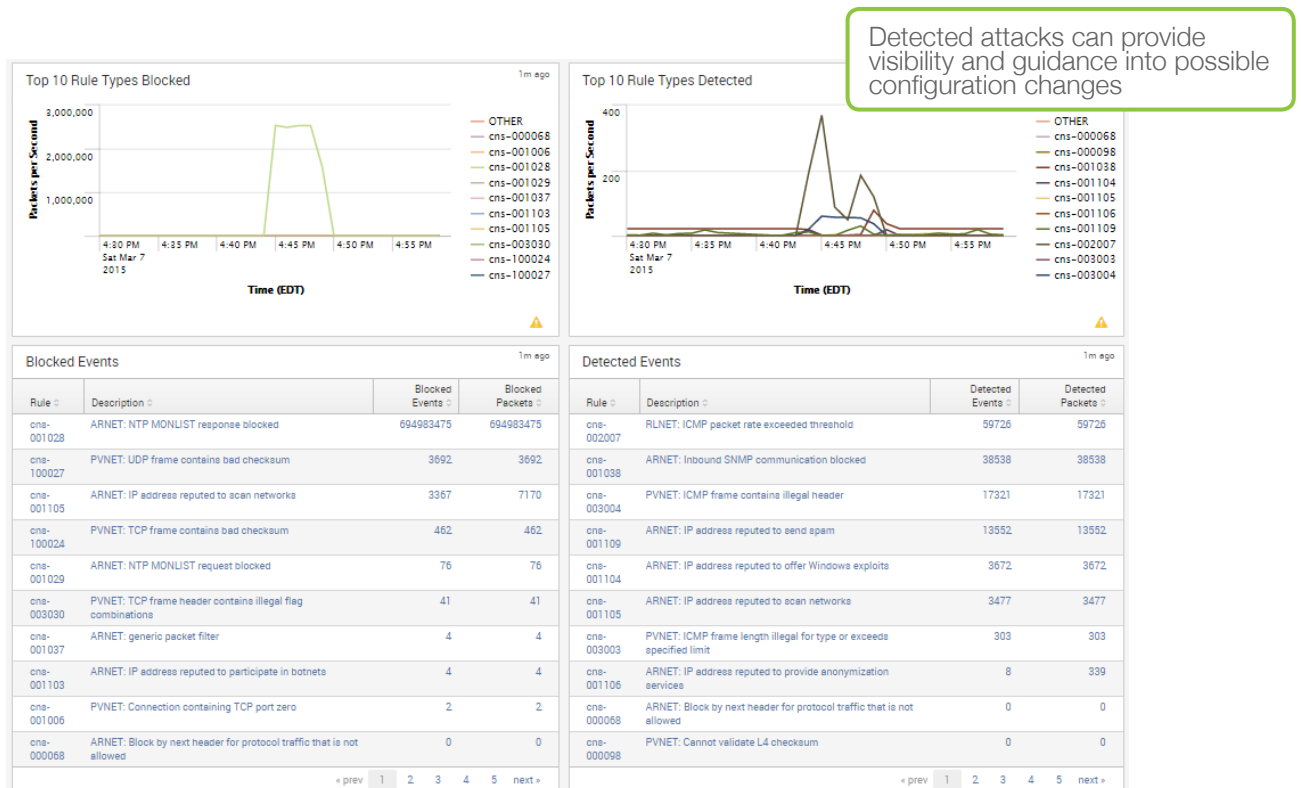 Detected attacks can provide
visibility and guidance into possible
configuration changes
Top 10 Rule Types Blocked
1m ago
Packets per Second
3,000,000
2,000,000
1,000,000
4:30 PM
Sat Mar 7
2015
4:35 PM
4:40 PM
4:45 PM
4:50 PM
4:55 PM
Time (EDT)
OTHER
cns-000068
cns-001006
cns-001028
cns-001029
cns-001037
cns-001103
cns-001105
cns-003030
cns-100024
cns-100027
Top 10 Rule Types Detected
Packets per Second
400
200
4:30 PM
Sat Mar 7
2015
4:35 PM
4:40 PM
4:45 PM
4:50 PM
4:55 PM
Time (EDT)
OTHER
cns-000068
cns-000098
cns-001038
cns-001104
cns-001105
cns-001106
cns-001109
cns-002007
cns-003003
cns-003004
Blocked Events
1m ago
Rule Description Blocked Events Blocked Packets
cns-001028 ARNET: NTP MONLIST response blocked 694983475 694983475
cns-100027 PVNET: UDP frame contains bad checksum 3692 3692
cns-001105 ARNET: IP address reputed to scan networks 3367 7170
cns-100024 PVNET: TCP frame contains bad checksum 462 462
cns-001029 ARNET: NTP MONLIST request blocked 76 76
cns-003030 PVNET: TCP frame header contains illegal flag combinations 41 41
cns-001037 ARNET: generic packet filter 4 4
cns-001103 ARNET: IP address reputed to participate in botnets 4 4
cns-001006 PVNET: Connection containing TCP port zero 2 2
cns-000068 ARNET: Block by next header for protocol traffic that is not allowed 0 0
« prev 1 2 3 4 5 next »
Detected Events
1m ago
Rule Description Detected Events Detected Packets
cns-002007 RLNET: ICMP packet rate exceeded threshold 59726 59726
cns-001038 ARNET: Inbound SNMP communication blocked 38538 38538
cns-003004 PVNET: ICMP frame contains illegal header 17321 17321
cns-001109 ARNET: IP address reputed to send spam 13552 13552
cns-001104 ARNET: IP address reputed to offer Windows exploits 3672 3672
cns-001105 ARNET: IP address reputed to scan networks 3477 3477
cns-003003 PVNET: ICMP frame length illegal for type or exceeds specified limit 303 303
cns-001106 ARNET: IP address reputed to provide anonymization services 8 339
cns-000068 ARNET: Block by next header for protocol traffic that is not allowed 0 0
cns-000098 PVNET: Cannot validate L4 checksum 0 0
« prev 1 2 3 4 5 next »